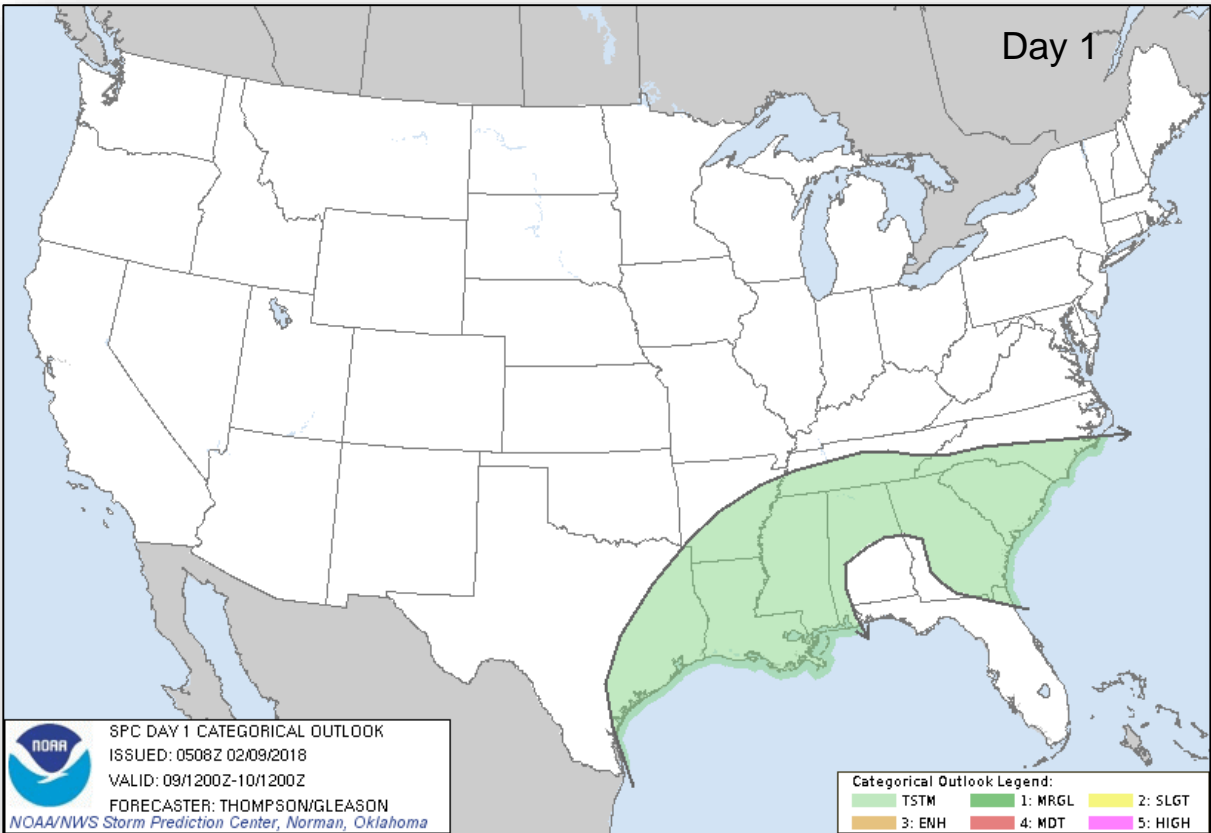 Day 1
NOAA
SPC DAY 1 CATEGORICAL OUTLOOK
ISSUED: 0508Z 02/09/2018
VALID: 09/1200Z-10/1200Z
FORECASTER: THOMPSON/GLEASON
NOAA/NWS Storm Prediction Center, Norman, Oklahoma
Categorical Outlook Legend:
TSTM 1: MRGL 2: SLGT
3: ENH 4: MDT 5: HIGH